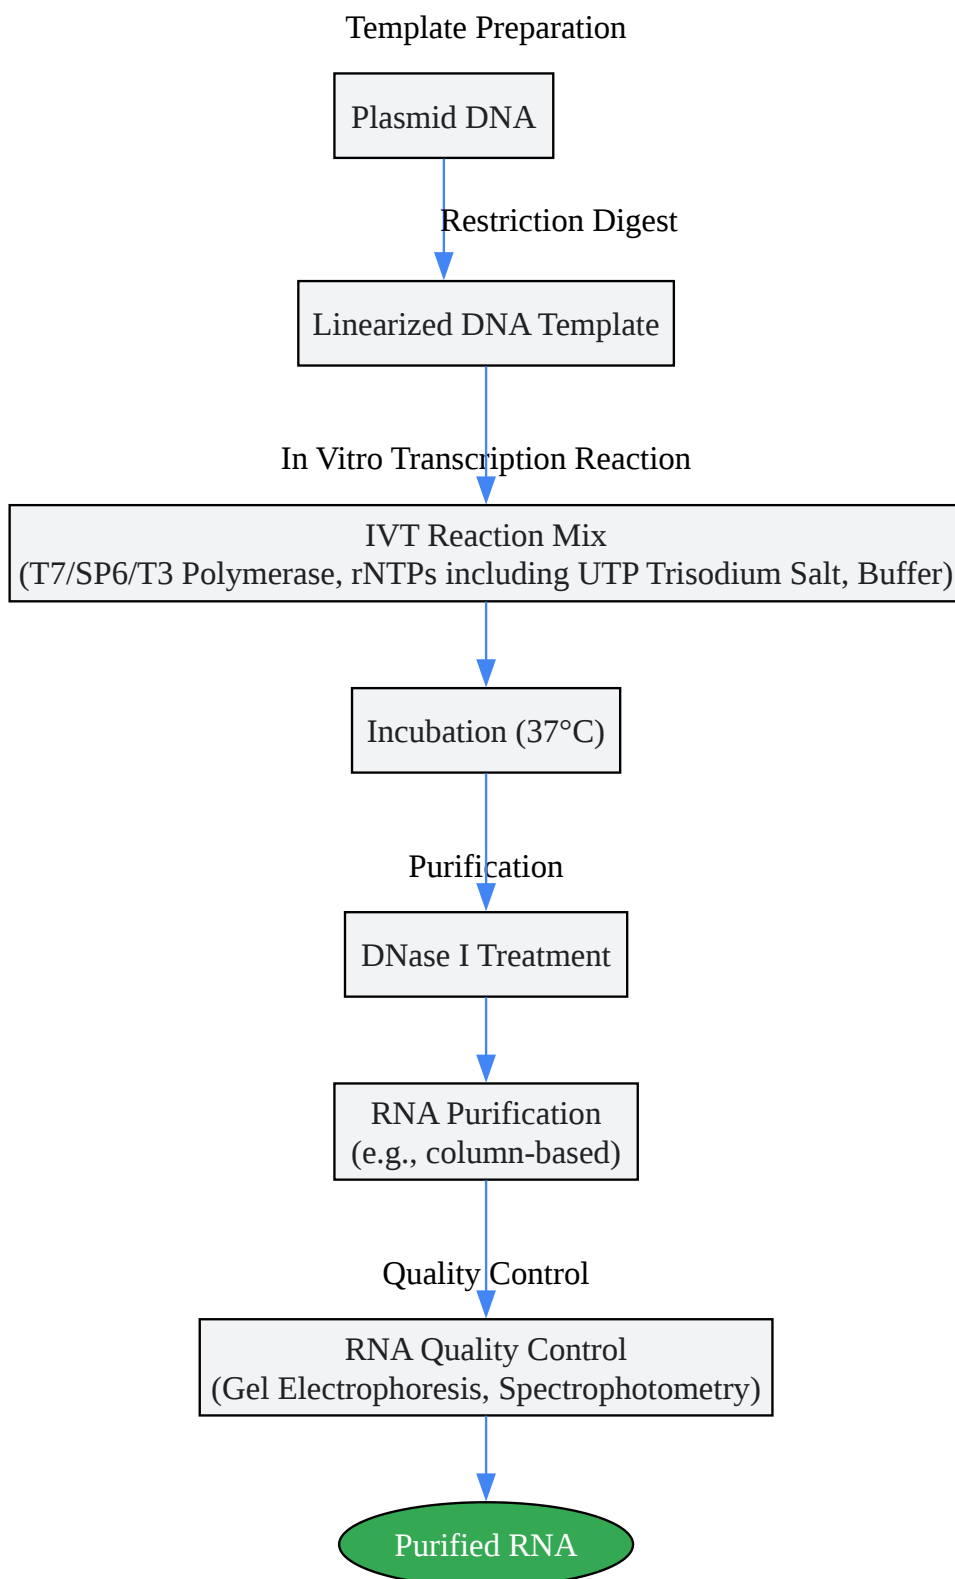 Template Preparation
Plasmid DNA
Restriction Digest
Linearized DNA Template
In Vitro Transcription Reaction
IVT Reaction Mix
(T7/SP6/T3 Polymerase, rNTPs including UTP Trisodium Salt, Buffer)
Incubation (37°C)
Purification
DNase I Treatment
RNA Purification
(e.g., column-based)
Quality Control
RNA Quality Control
(Gel Electrophoresis, Spectrophotometry)
Purified RNA